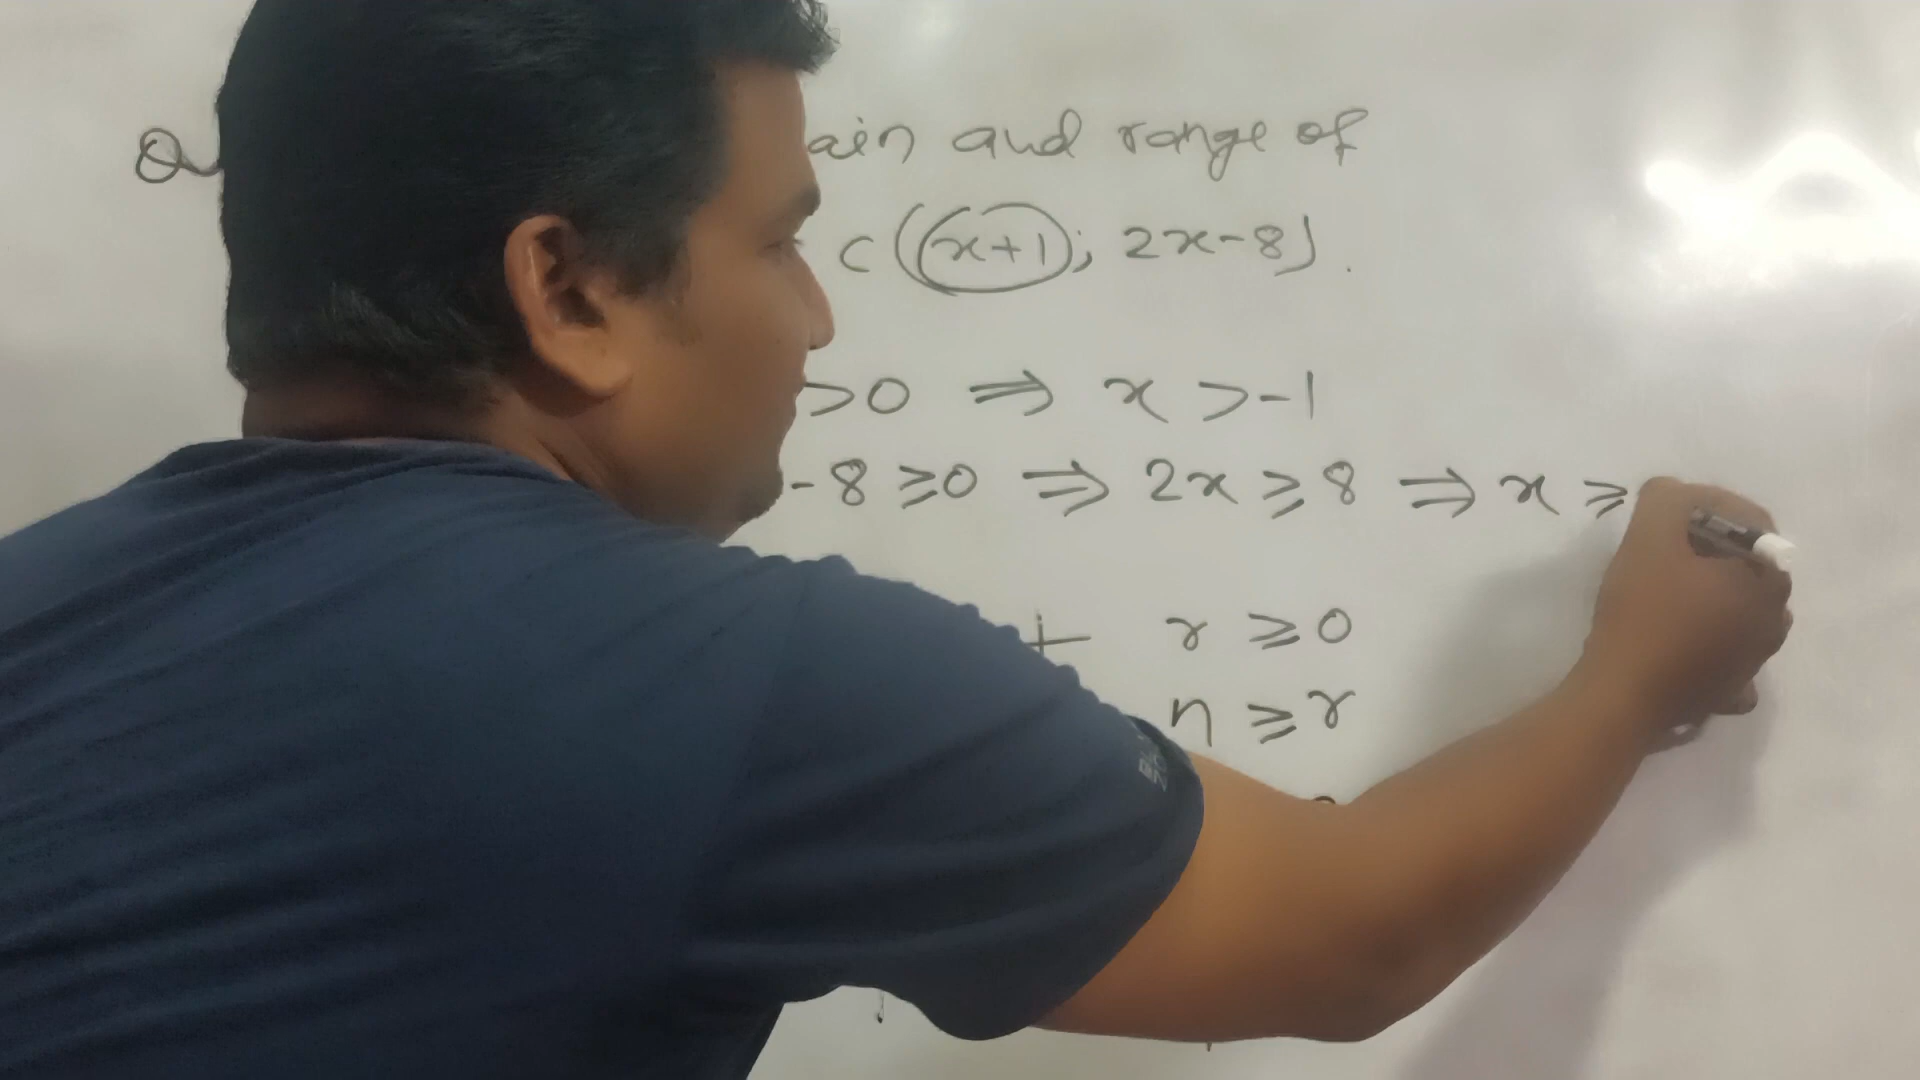 Q ain and range of
C((x+1); 2x-8).
>0 ⇒ x >-1
-8 ≥0 ⇒ 2x ≥ 8 ⇒ x ≥
r ≥ 0
n ≥ r